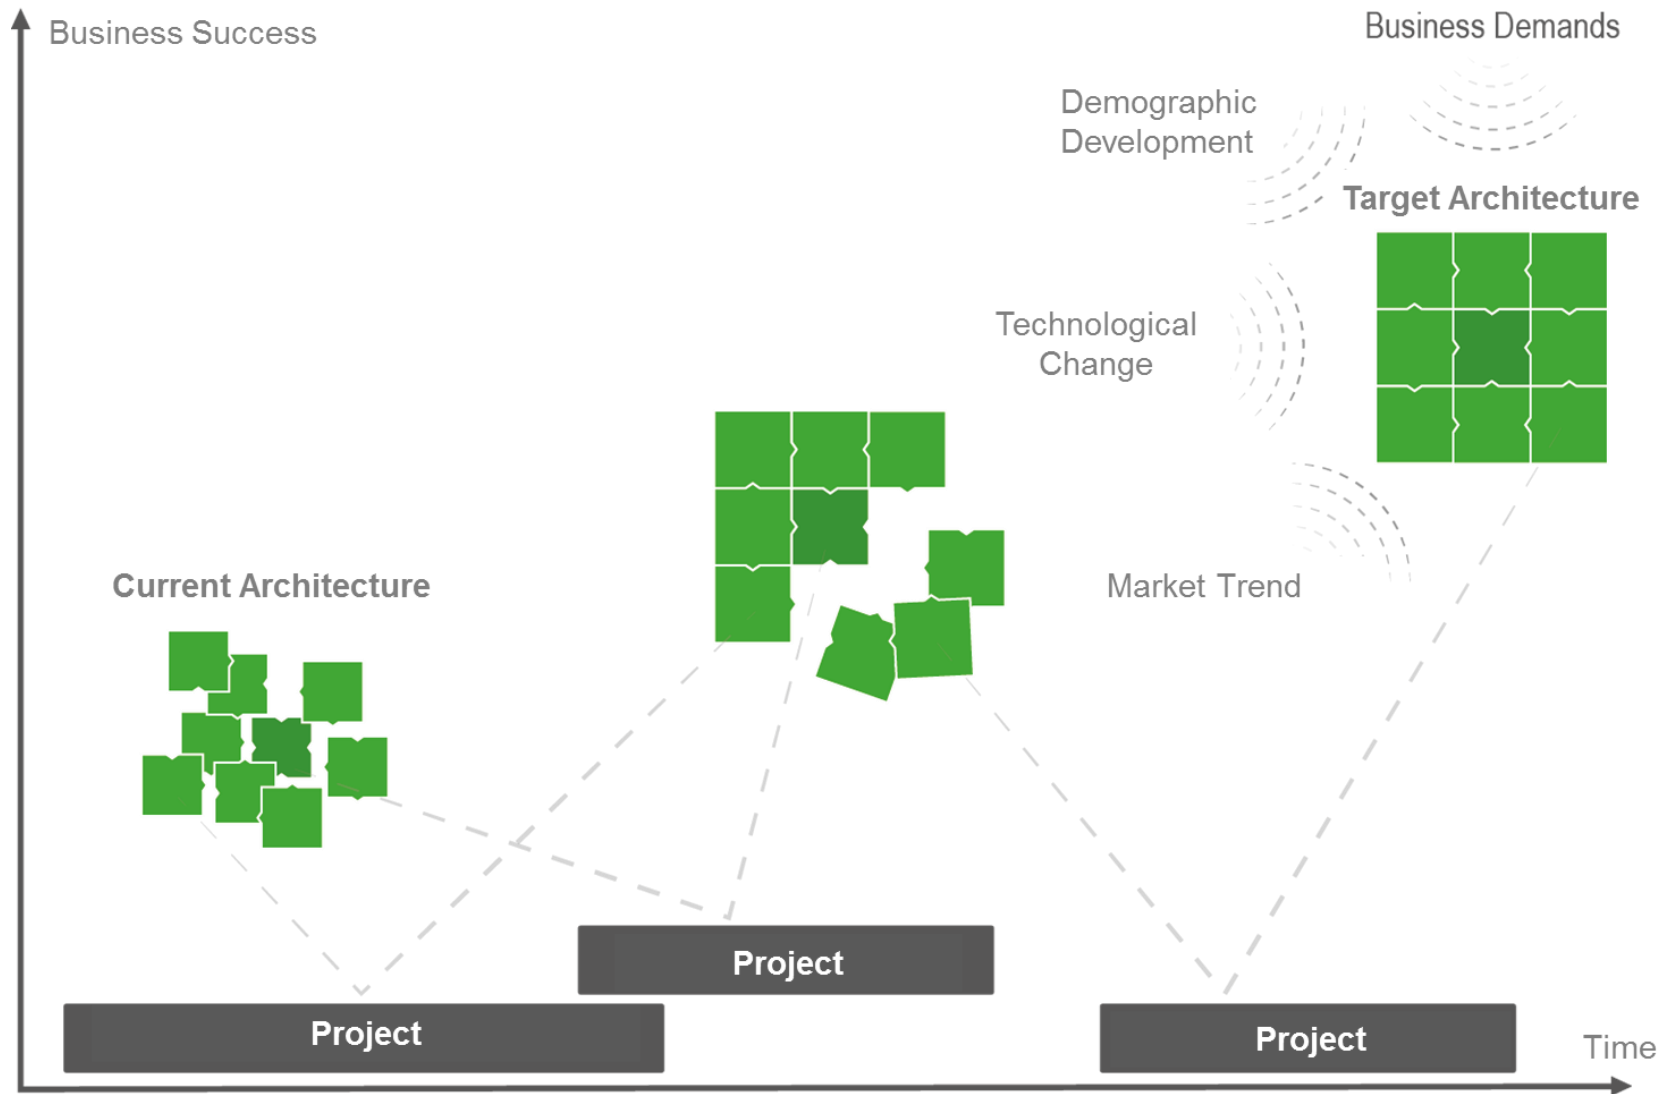 Business Success
Business Demands
Demographic
Development
Target Architecture
Technological
Change
Current Architecture
Market Trend
Project
Project
Project
Time